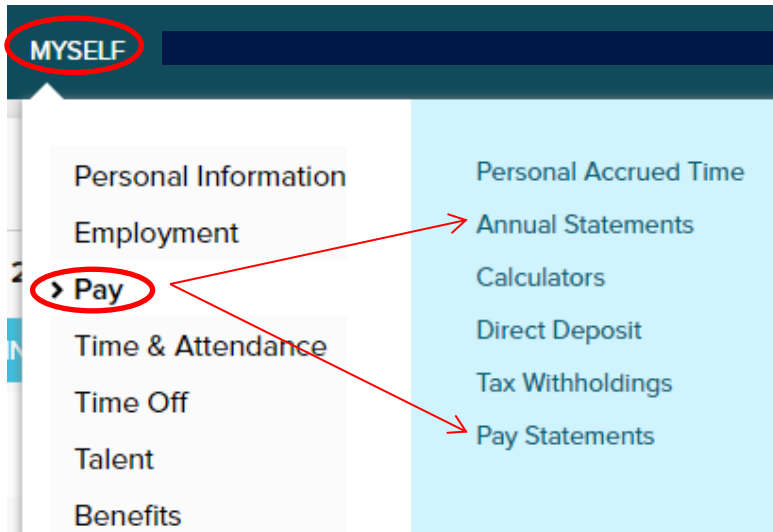 MYSELF
Personal Information
Employment
2
> Pay
Time & Attendance
Time Off
Talent
Benefits
Personal Accrued Time
Annual Statements
Calculators
Direct Deposit
Tax Withholdings
Pay Statements